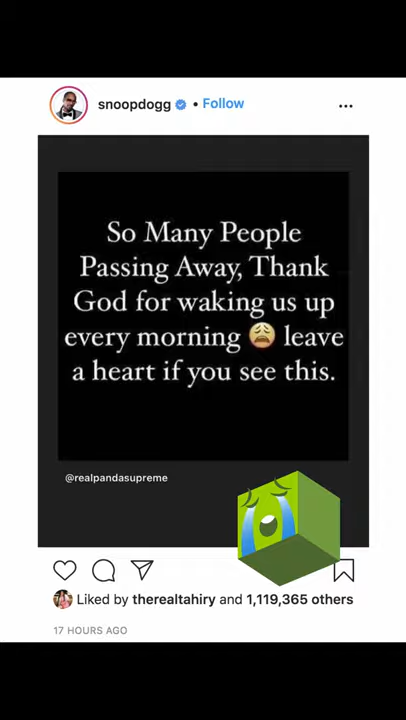 snoopdogg • Follow
So Many People
Passing Away, Thank
God for waking us up
every morning 😩 leave
a heart if you see this.
@realpandasupreme
Liked by therealtahiry and 1,119,365 others
17 HOURS AGO